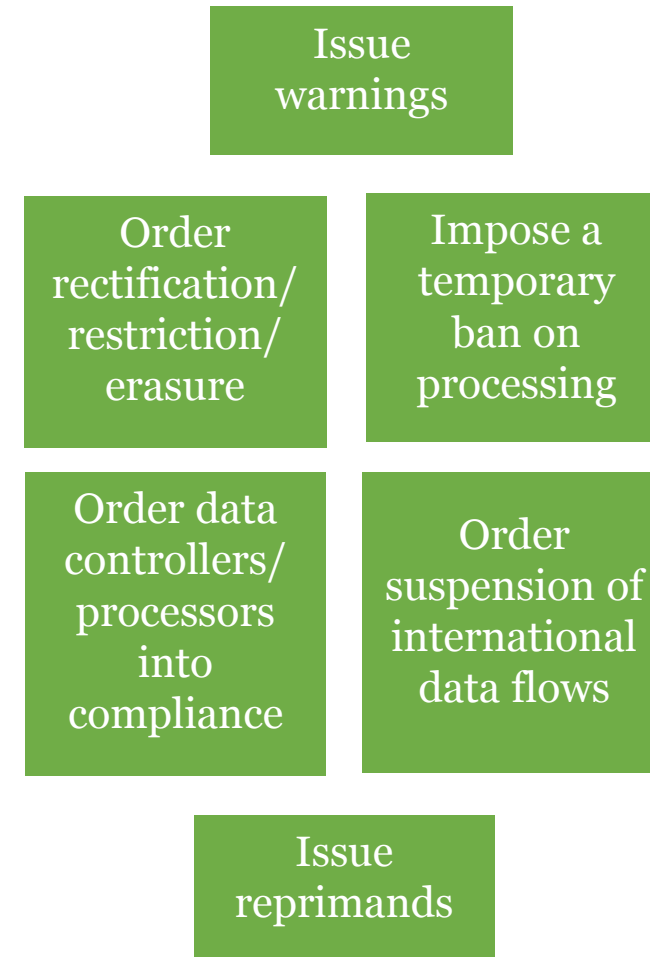 Issue
warnings
Order
rectification/
restriction/
erasure
Impose a
temporary
ban on
processing
Order data
controllers/
processors
into
compliance
Order
suspension of
international
data flows
Issue
reprimands